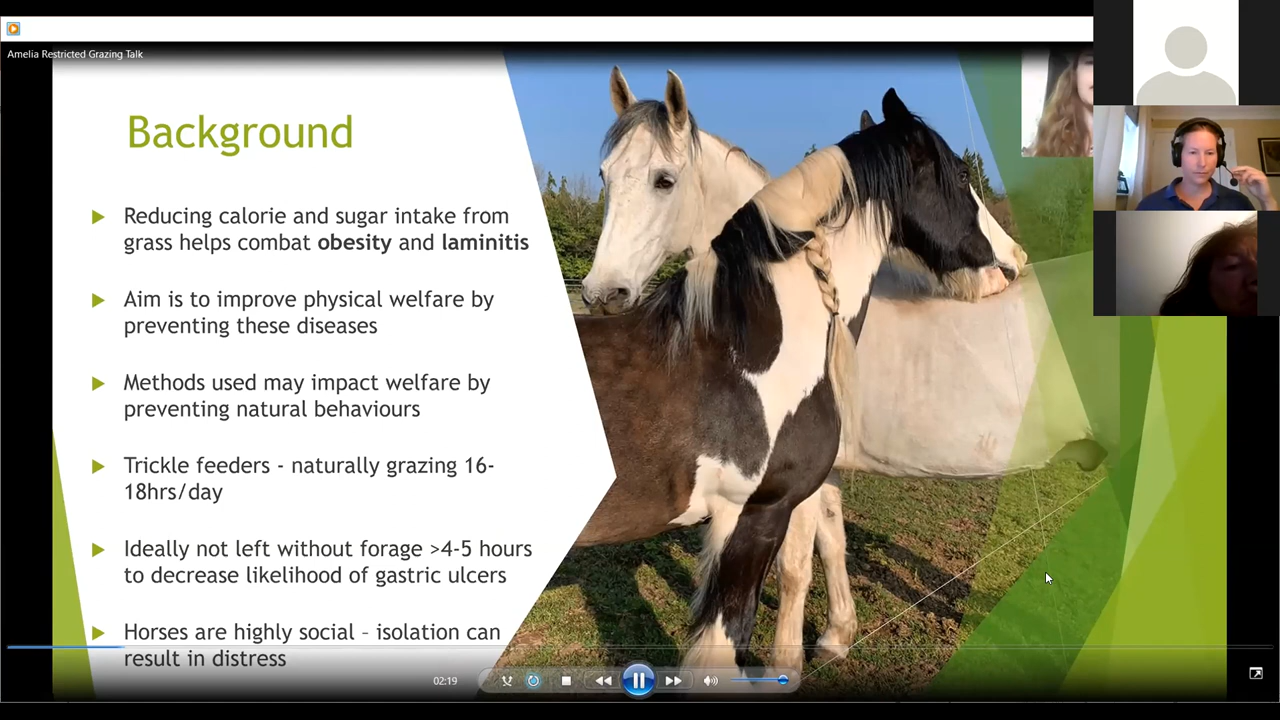 Amelia Restricted Grazing Talk
Background
Reducing calorie and sugar intake from
grass helps combat obesity and laminitis
Aim is to improve physical welfare by
preventing these diseases
Methods used may impact welfare by
preventing natural behaviours
Trickle feeders - naturally grazing 16-
18hrs/day
Ideally not left without forage >4-5 hours
to decrease likelihood of gastric ulcers
Horses are highly social – isolation can
result in distress
02:19